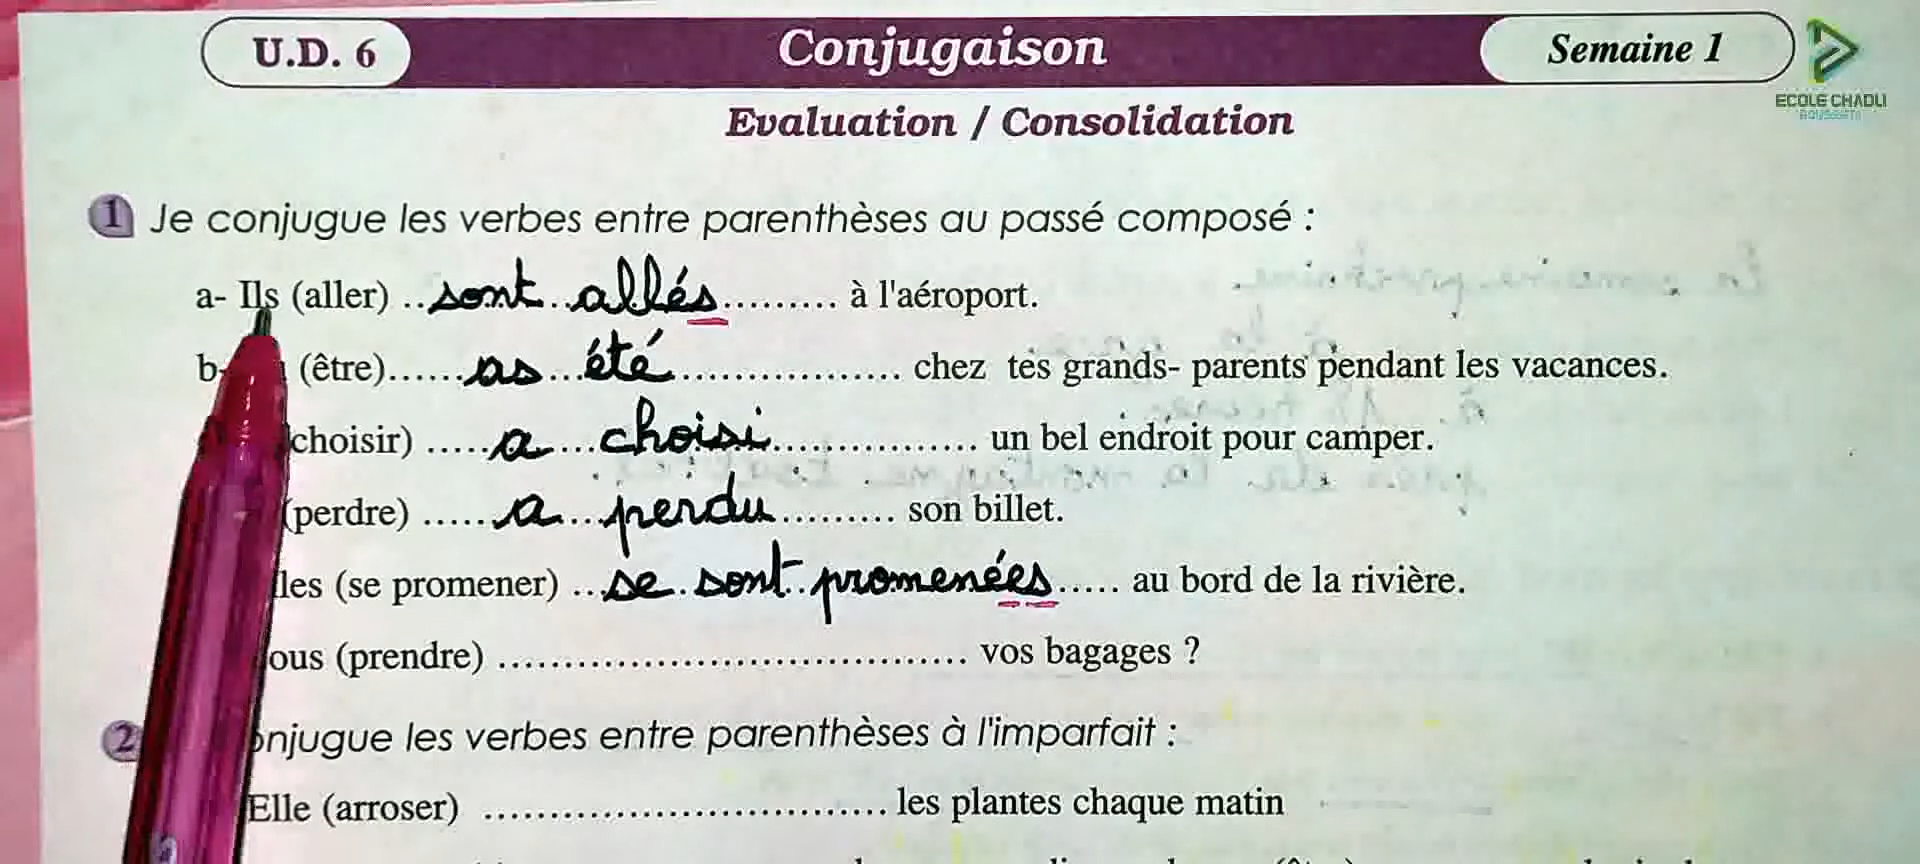 U.D. 6 Conjugaison Semaine 1
ECOLE CHADLI
Evaluation / Consolidation
1 Je conjugue les verbes entre parenthèses au passé composé :
a- Ils (aller) .. sont .. allés ......... à l'aéroport.
b- (être) ...... as ... été .................. chez tes grands- parents pendant les vacances.
choisir) ..... a ... choisi ................ un bel endroit pour camper.
(perdre) ..... a ... perdu .......... son billet.
lles (se promener) .. se . sont .. promenées ..... au bord de la rivière.
ous (prendre) .................................. vos bagages ?
2 onjugue les verbes entre parenthèses à l'imparfait :
Elle (arroser) ............................. les plantes chaque matin